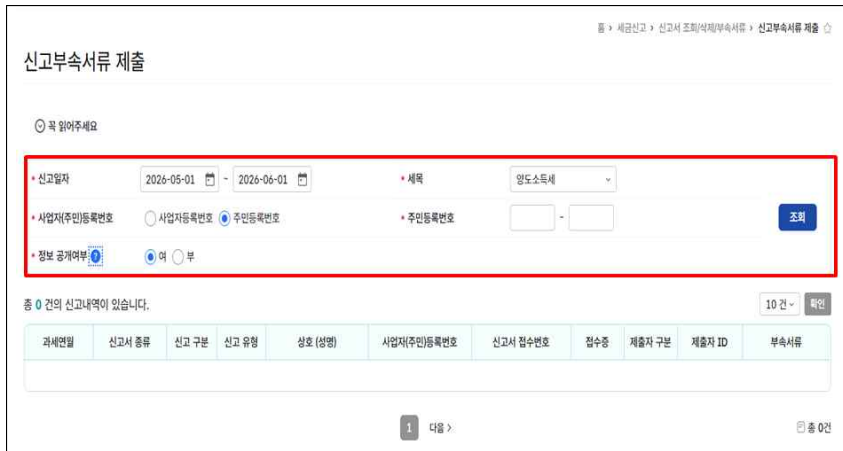 홈 > 세금신고 > 신고서 조회/삭제/부속서류 > 신고부속서류 제출
신고부속서류 제출
꼭 읽어주세요
* 신고일자 2026-05-01 ~ 2026-06-01 * 세목 양도소득세
* 사업자(주민)등록번호 사업자등록번호 주민등록번호 * 주민등록번호 - 조회
* 정보 공개여부 ? 여 부
총 0 건의 신고내역이 있습니다. 10 건 확인
과세연월 신고서 종류 신고 구분 신고 유형 상호 (성명) 사업자(주민)등록번호 신고서 접수번호 접수증 제출자 구분 제출자 ID 부속서류
1 다음 > 총 0건